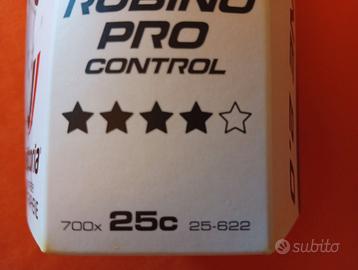 RUBINO
PRO
CONTROL
700x 25c 25-622
subito